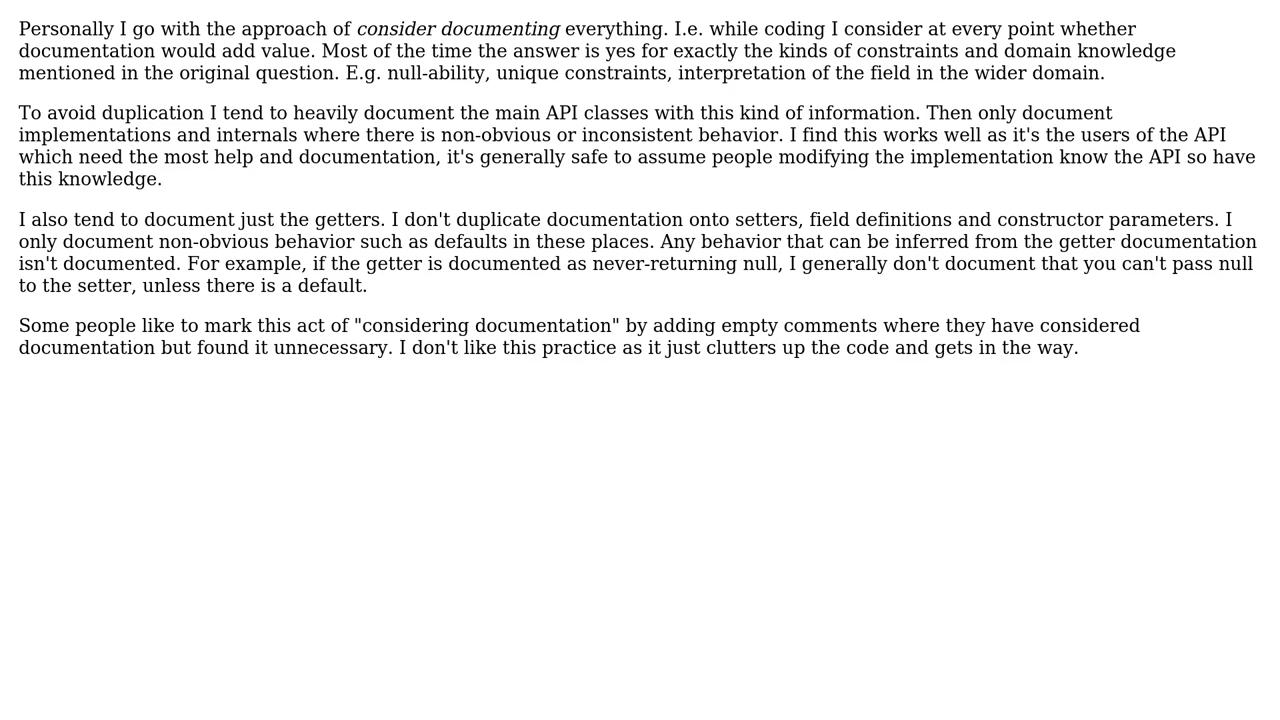 Personally I go with the approach of consider documenting everything. I.e. while coding I consider at every point whether
documentation would add value. Most of the time the answer is yes for exactly the kinds of constraints and domain knowledge
mentioned in the original question. E.g. null-ability, unique constraints, interpretation of the field in the wider domain.
To avoid duplication I tend to heavily document the main API classes with this kind of information. Then only document
implementations and internals where there is non-obvious or inconsistent behavior. I find this works well as it's the users of the API
which need the most help and documentation, it's generally safe to assume people modifying the implementation know the API so have
this knowledge.
I also tend to document just the getters. I don't duplicate documentation onto setters, field definitions and constructor parameters. I
only document non-obvious behavior such as defaults in these places. Any behavior that can be inferred from the getter documentation
isn't documented. For example, if the getter is documented as never-returning null, I generally don't document that you can't pass null
to the setter, unless there is a default.
Some people like to mark this act of "considering documentation" by adding empty comments where they have considered
documentation but found it unnecessary. I don't like this practice as it just clutters up the code and gets in the way.